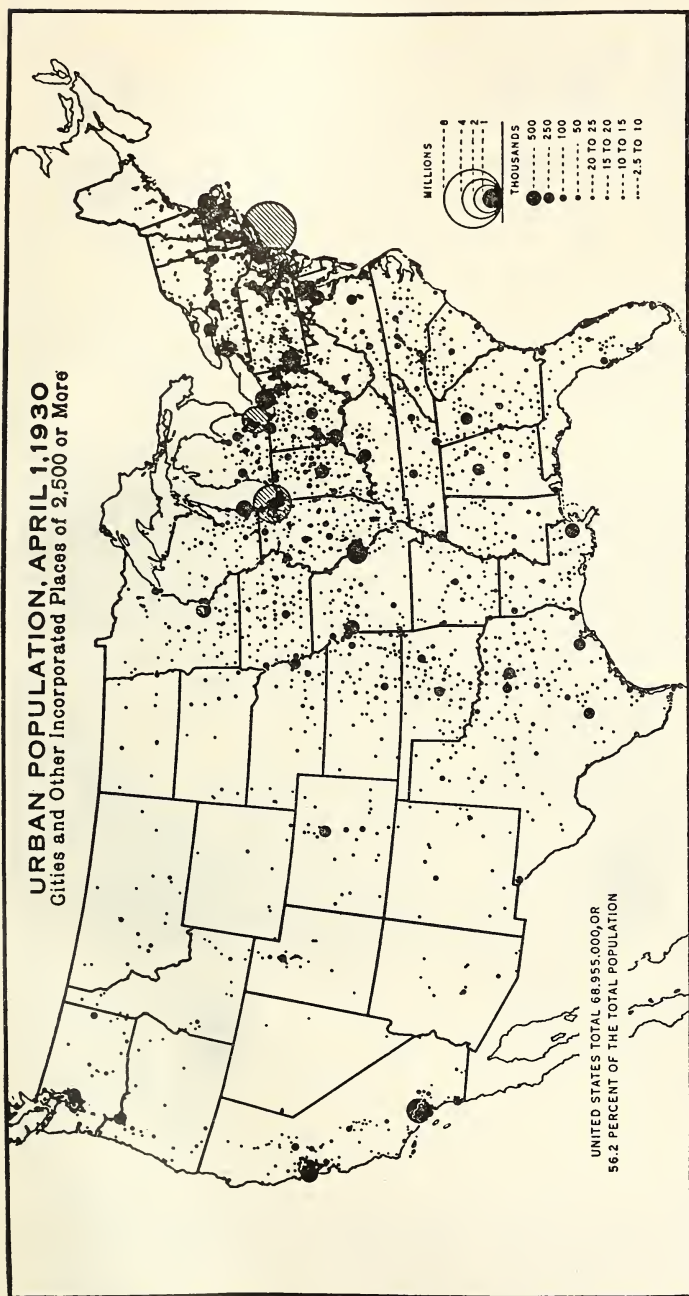 URBAN POPULATION, APRIL 1, 1930
Cities and Other Incorporated Places of 2,500 or More
MILLIONS
8
4
2
1
THOUSANDS
500
250
100
50
20 TO 25
15 TO 20
10 TO 15
2.5 TO 10
UNITED STATES TOTAL 68.955.000, OR
56.2 PERCENT OF THE TOTAL POPULATION